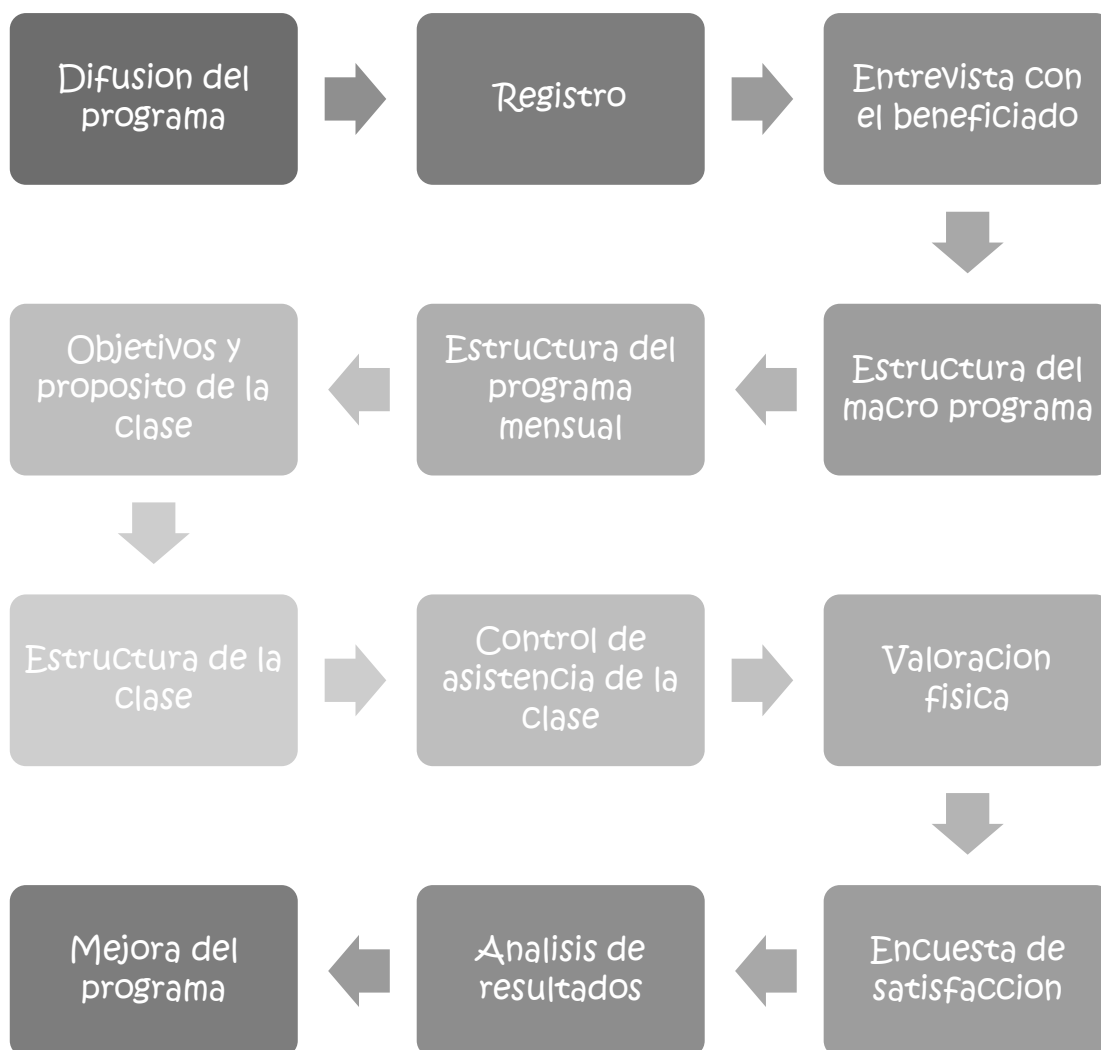 Difusion del
programa
Registro
Entrevista con
el beneficiado
Estructura del
macro programa
Estructura del
programa
mensual
Objetivos y
proposito de la
clase
Estructura de la
clase
Control de
asistencia de la
clase
Valoracion
fisica
Encuesta de
satisfaccion
Analisis de
resultados
Mejora del
programa